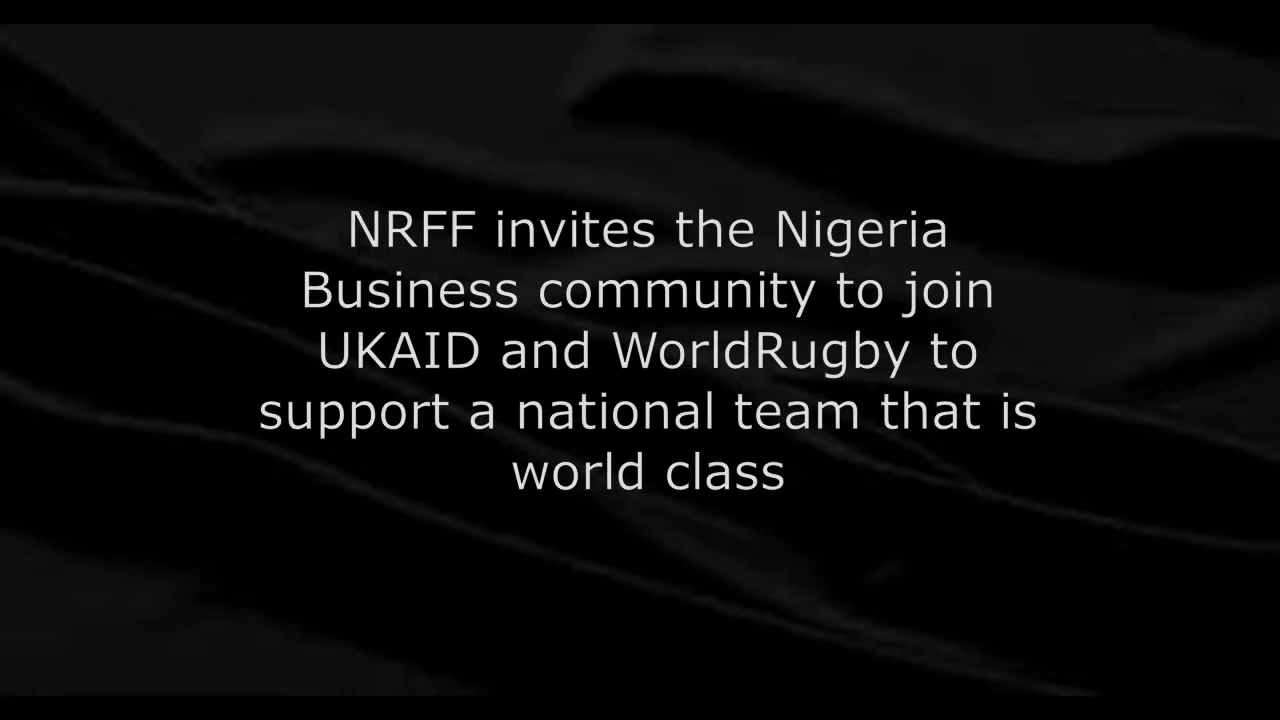 NRFF invites the Nigeria
Business community to join
UKAID and WorldRugby to
support a national team that is
world class